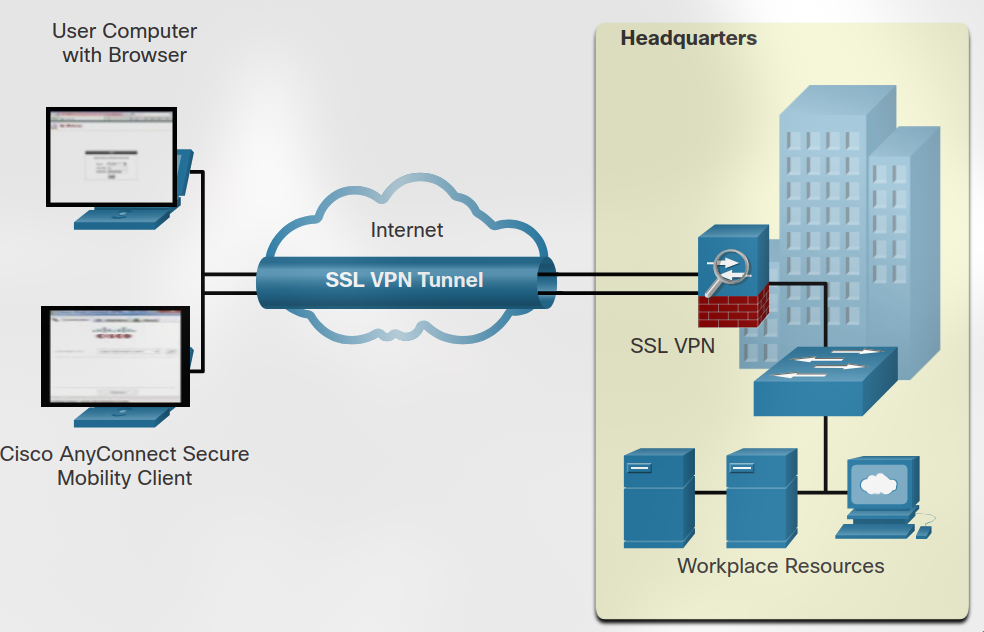 User Computer
with Browser
Headquarters
Internet
SSL VPN Tunnel
SSL VPN
Cisco AnyConnect Secure
Mobility Client
Workplace Resources